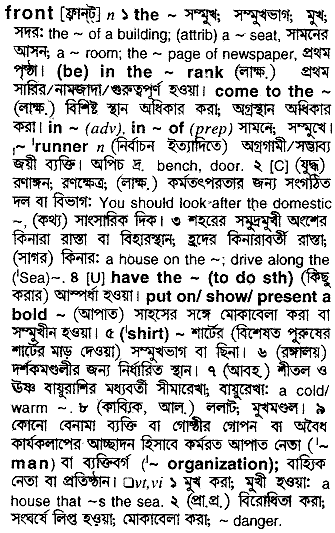 front [ফ্রান্‌ট্] n ১ the ~ সম্মুখ; সম্মুখভাগ; মুখ;
সদর: the ~ of a building; (attrib) a ~ seat, সামনের
আসন; a ~ room; the ~ page of newspaper, প্রথম
পৃষ্ঠা। (be) in the ~ rank (লাক্ষ.) প্রথম
সারির/নামজাদা/গুরুত্বপূর্ণ হওয়া। come to the ~
(লাক্ষ.) বিশিষ্ট স্থান অধিকার করা; অগ্রস্থান অধিকার
করা। in ~ (adv), in ~ of (prep) সামনে; সম্মুখে।
ˌ~ ˈrunner n (নির্বাচন ইত্যাদিতে) অগ্রগামী/সম্ভাব্য
জয়ী ব্যক্তি। অপিচ দ্র. bench, door. ২ [C] (যুদ্ধ)
রণাঙ্গন; রণক্ষেত্র; (লাক্ষ.) কর্মতৎপরতার জন্য সংগঠিত
দল বা বিভাগ: You should look after the domestic
~, (কথ্য) সাংসারিক দিক। ৩ শহরের সমুদ্রমুখী অংশের
কিনারা রাস্তা বা বিহারস্থান; হ্রদের কিনারাবর্তী রাস্তা;
(সাগর) কিনার: a house on the ~; drive along the
(ˈSea)~. ৪ [U] have the ~ (to do sth) (কিছু
করার) আস্পর্ধা হওয়া। put on/ show/ present a
bold ~ (আপাত) সাহসের সঙ্গে মোকাবেলা করা বা
সম্মুখীন হওয়া। ৫ (ˈshirt) ~ শার্টের (বিশেষত পুরুষের
শার্টের মাড় দেওয়া) সম্মুখভাগ বা ছিনা। ৬ (রঙ্গালয়)
দর্শকমণ্ডলীর জন্য নির্ধারিত স্থান। ৭ (আবহ.) শীতল ও
ঊষ্ণ বায়ুরাশির মধ্যবর্তী সীমারেখা; বায়ুরেখা: a cold/
warm ~. ৮ (কাব্যিক, আল.) ললাট; মুখমণ্ডল। ৯
কোনো বেনামা ব্যক্তি বা গোষ্ঠীর গোপন বা অবৈধ
কার্যকলাপের আচ্ছাদন হিসাবে কর্মরত আপাত নেতা (ˈ~
man) বা ব্যক্তিবর্গ (ˈ~ organization); বাহ্যিক
নেতা বা প্রতিষ্ঠান। □vt,vi ১ মুখ করা; মুখী হওয়া: a
house that ~s the sea. ২ (প্রা.প্র.) বিরোধিতা করা;
সংঘর্ষে লিপ্ত হওয়া; মোকাবেলা করা; ~ danger.